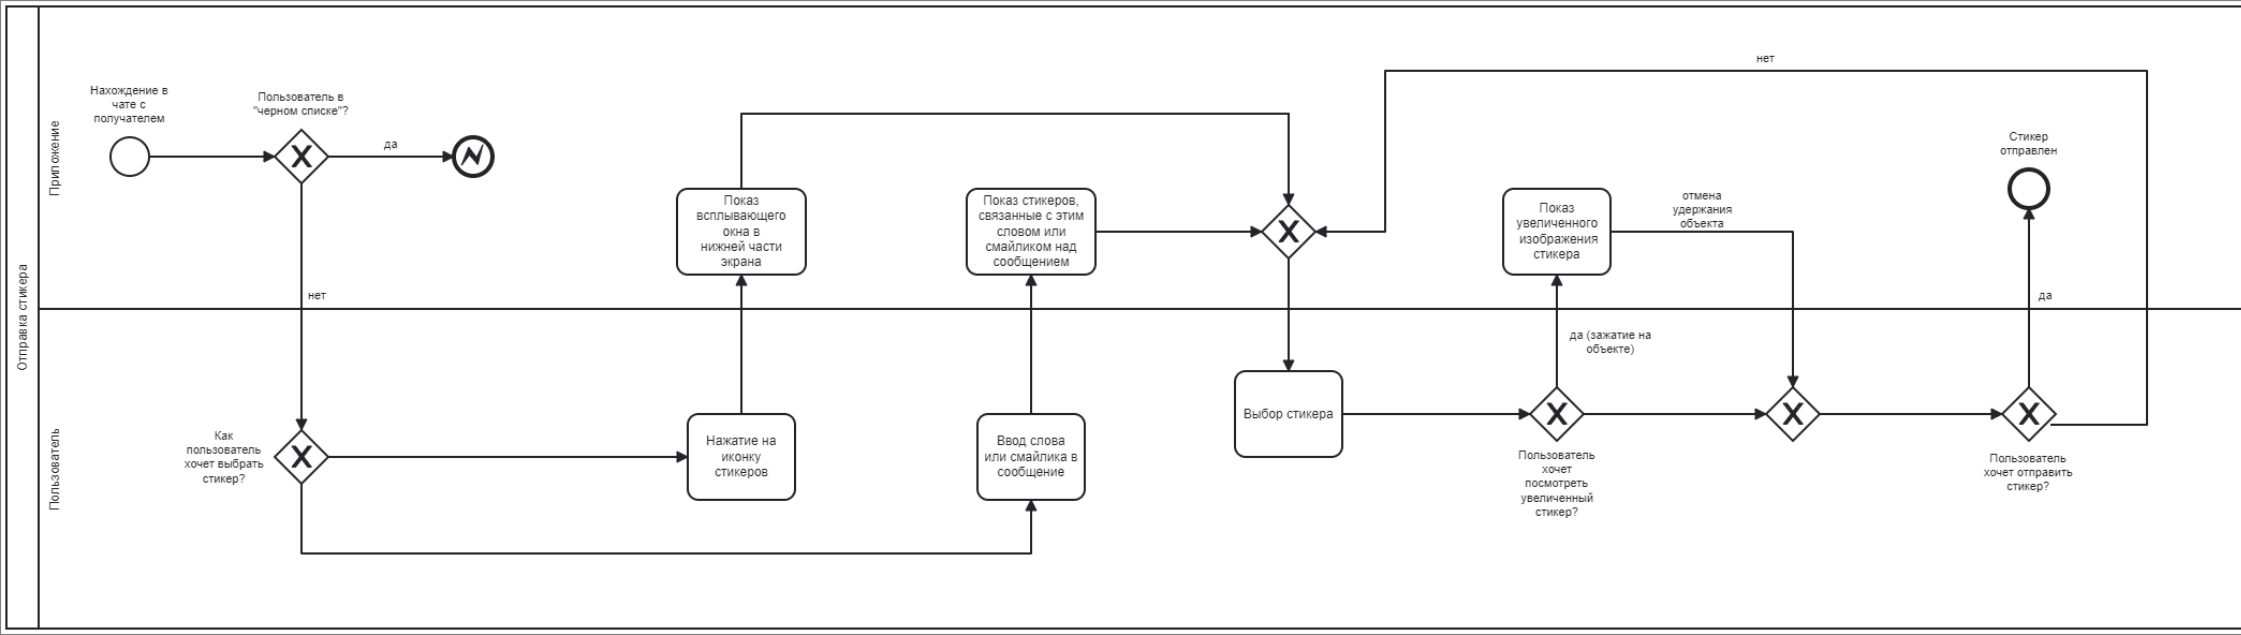 Отправка стикера
Приложение
Нахождение в
чате с
получателем
Пользователь в
"черном списке"?
да
нет
Показ
всплывающего
окна в
нижней части
экрана
Показ стикеров,
связанные с этим
словом или
смайликом над
сообщением
Показ
увеличенного
изображения
стикера
отмена
удержания
объекта
нет
Стикер
отправлен
да
Пользователь
Как
пользователь
хочет выбрать
стикер?
Нажатие на
иконку
стикеров
Ввод слова
или смайлика в
сообщение
Выбор стикера
да (зажатие на
объекте)
Пользователь
хочет
посмотреть
увеличенный
стикер?
Пользователь
хочет отправить
стикер?